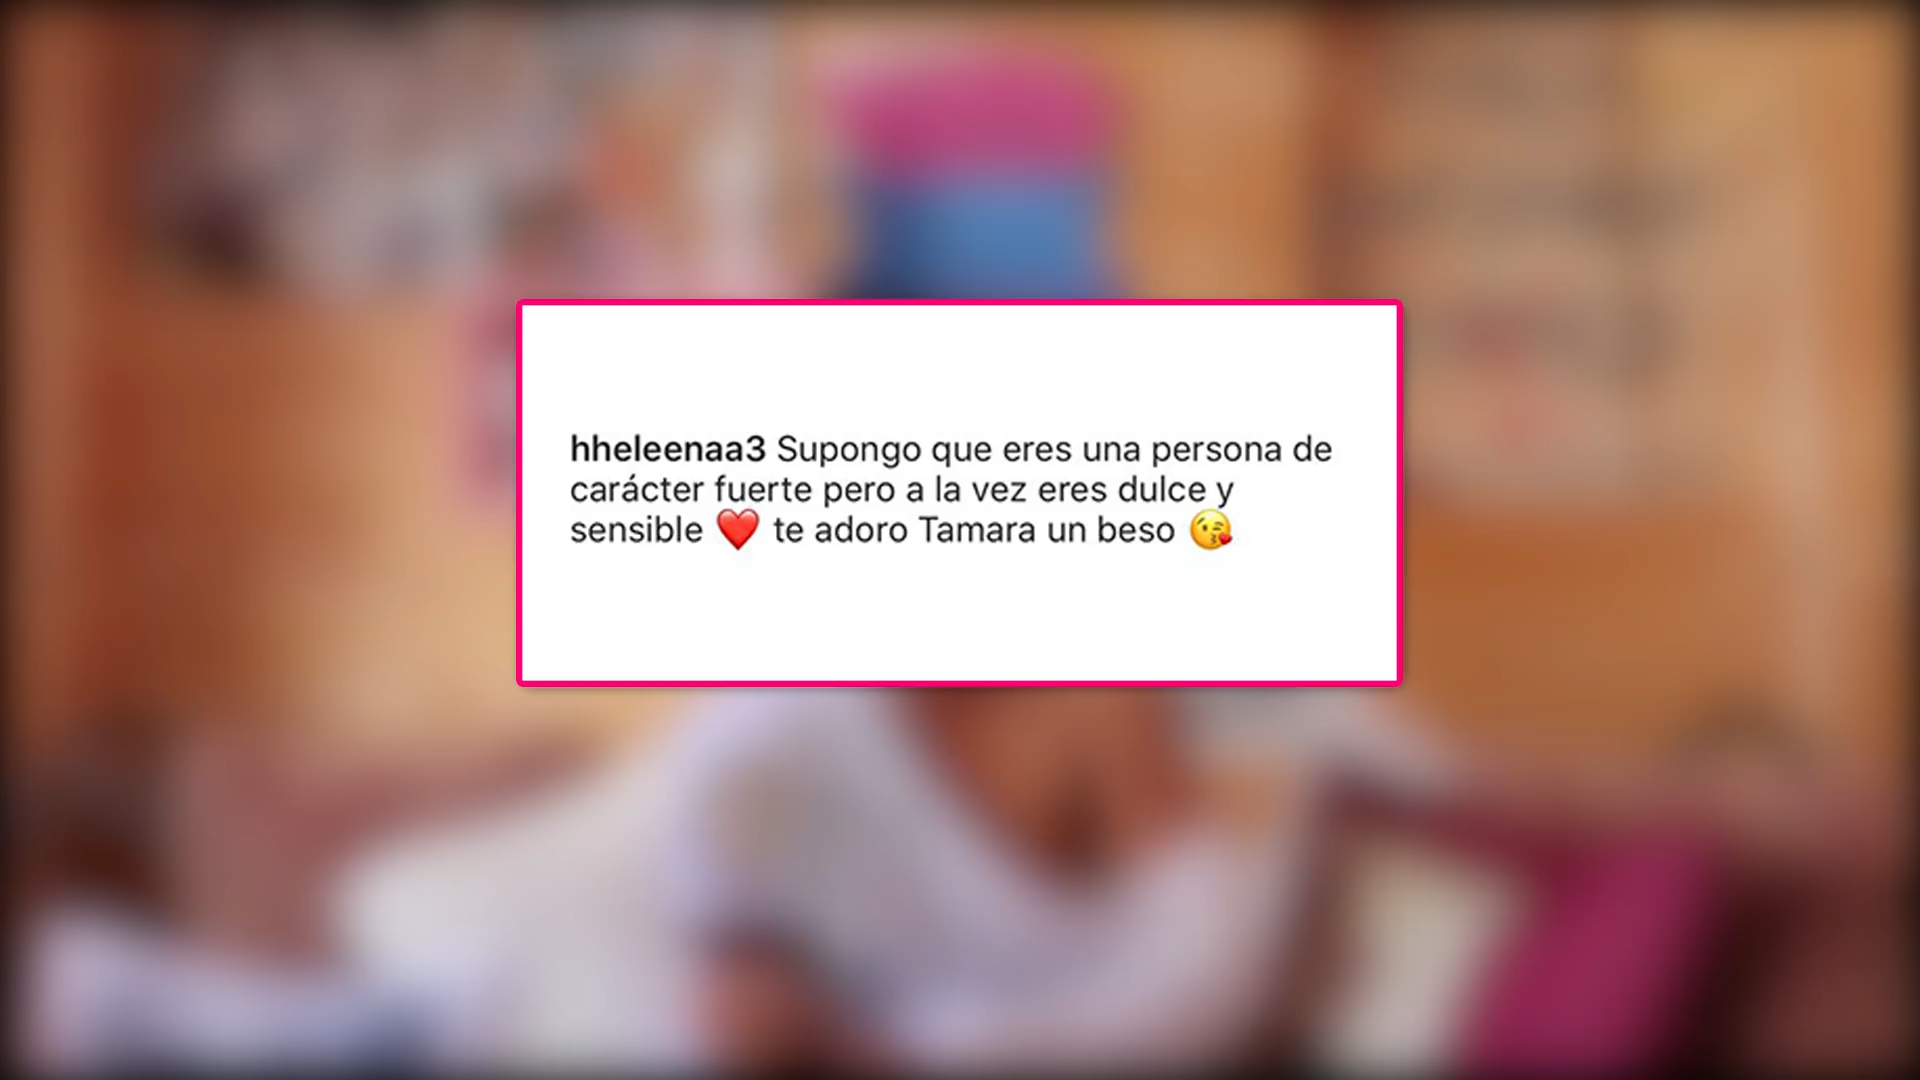 hheleenaa3 Supongo que eres una persona de
carácter fuerte pero a la vez eres dulce y
sensible ❤️ te adoro Tamara un beso 😘